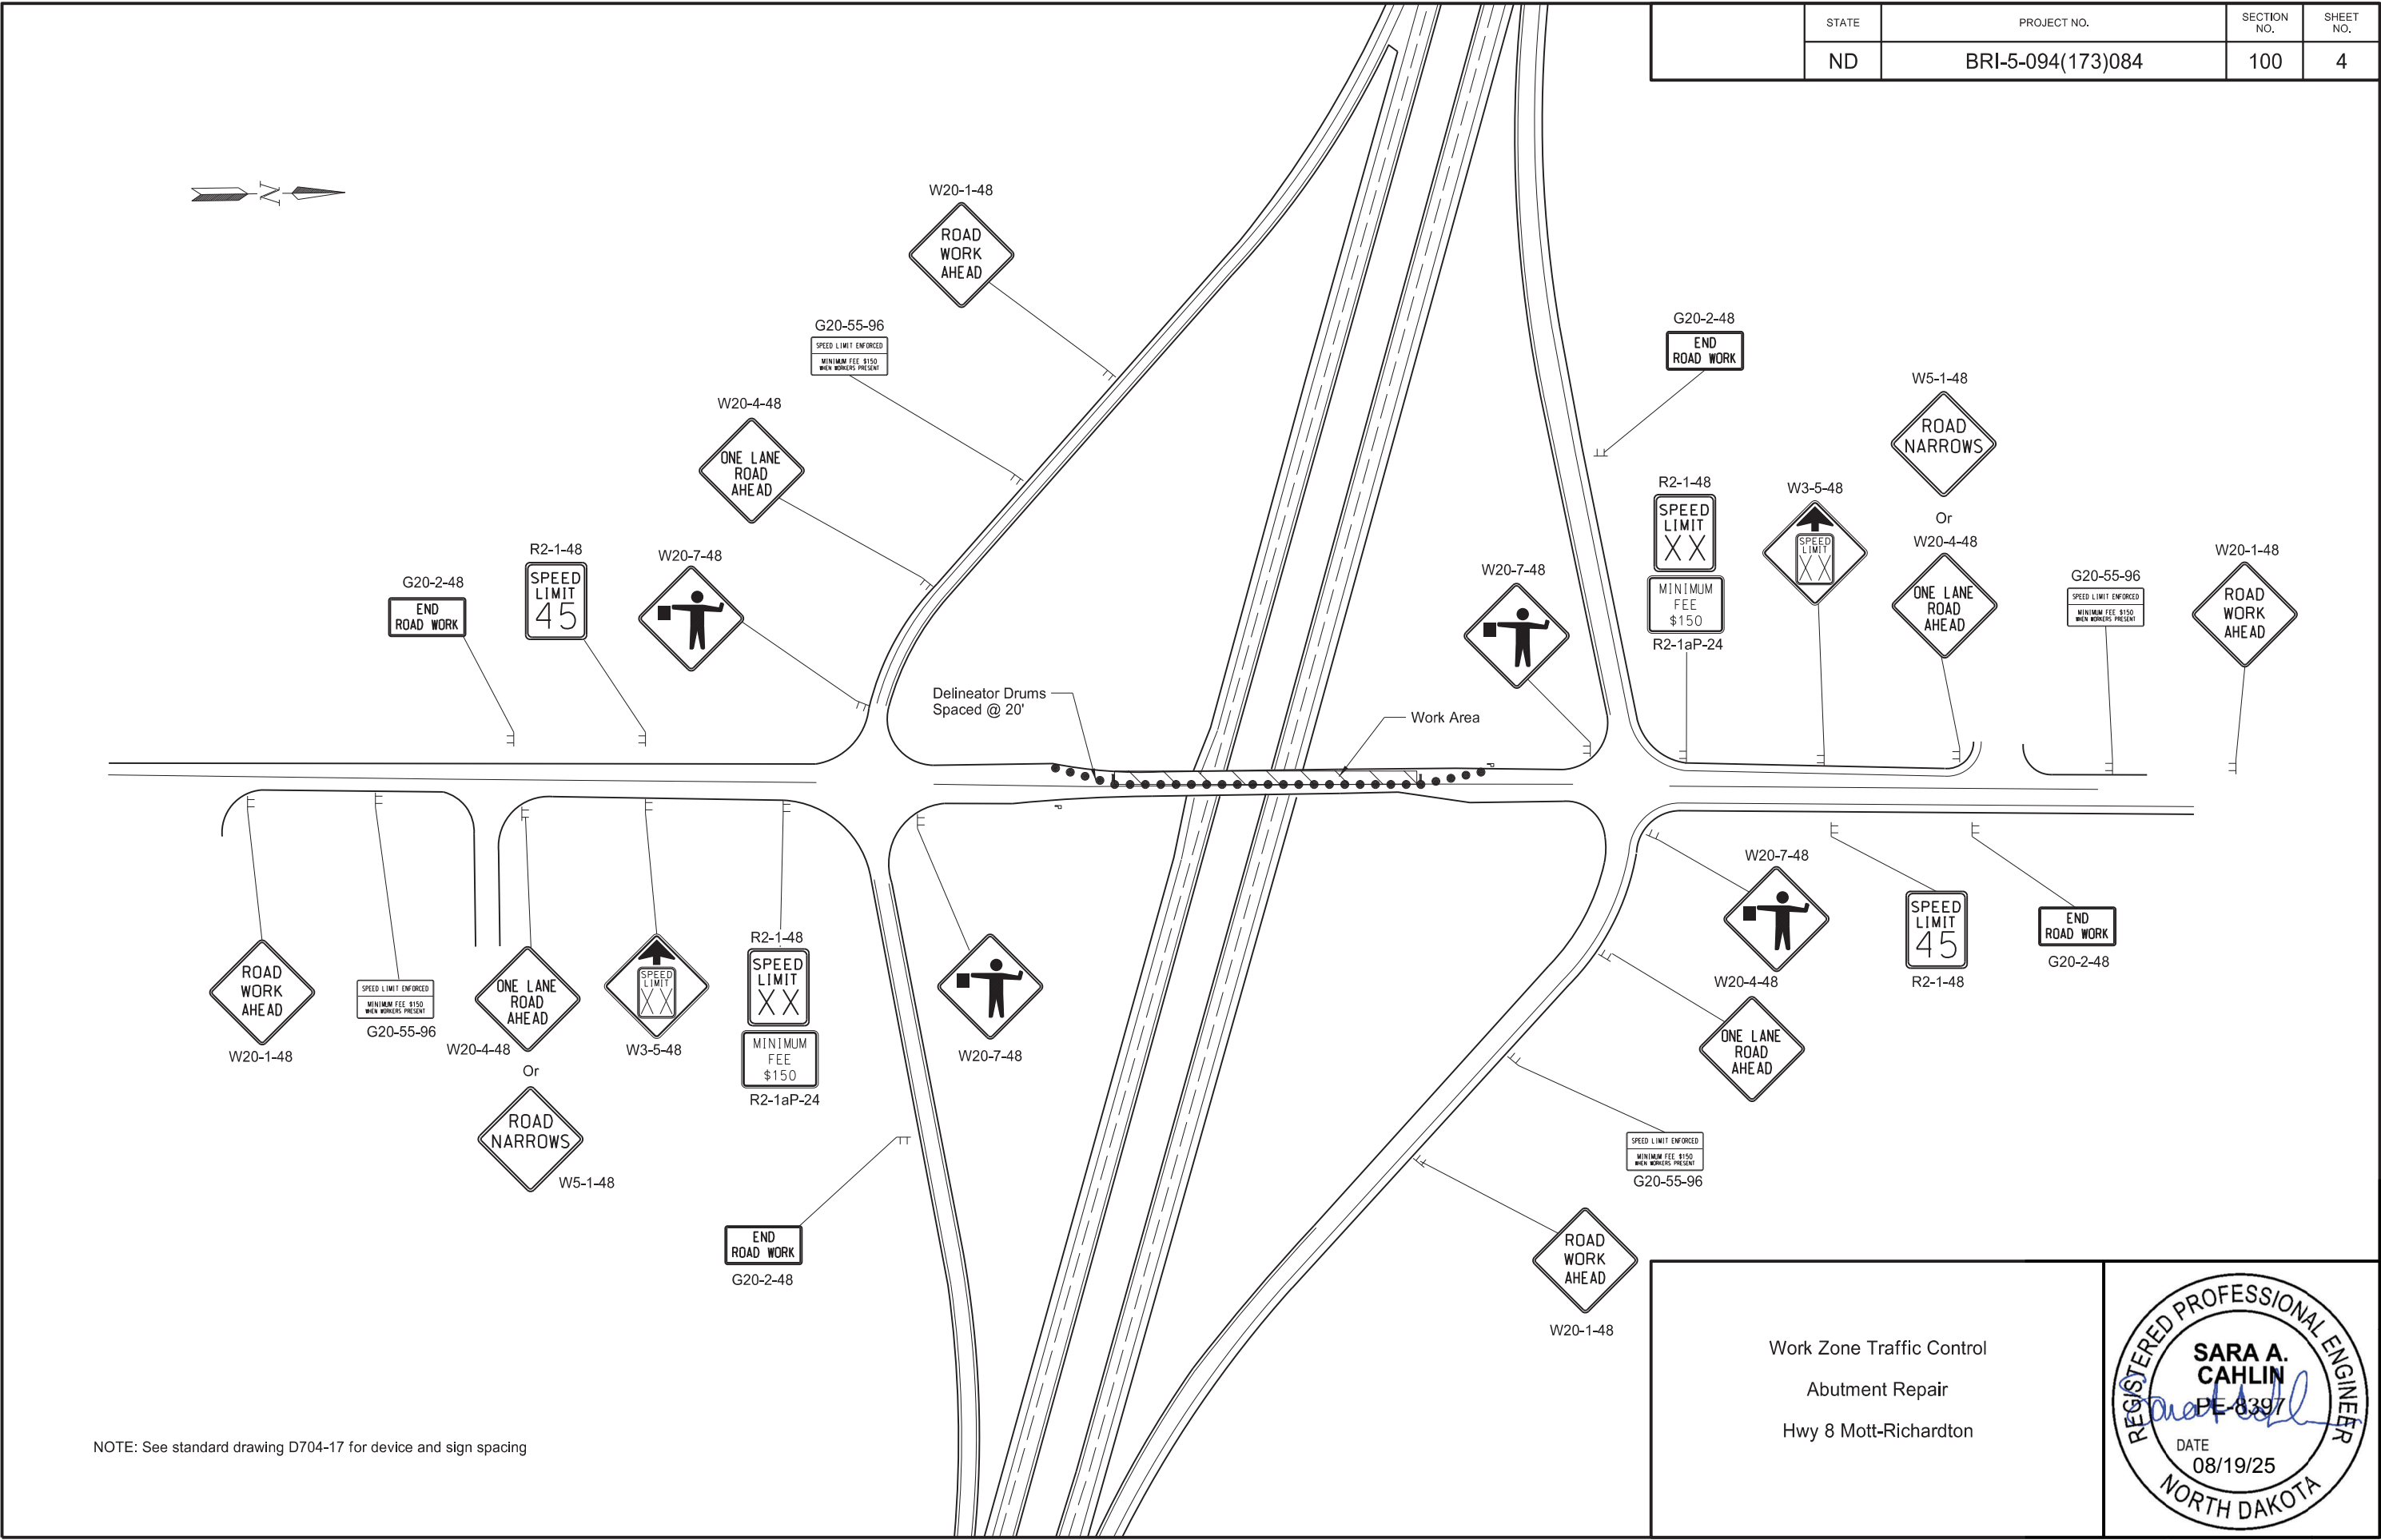 STATE
PROJECT NO.
SECTION
NO.
SHEET
NO.
ND
BRI-5-094(173)084
100
4
N
W20-1-48
ROAD
WORK
AHEAD
G20-55-96
SPEED LIMIT ENFORCED
MINIMUM FEE $150
WHEN WORKERS PRESENT
W20-4-48
ONE LANE
ROAD
AHEAD
W20-7-48
R2-1-48
SPEED
LIMIT
45
G20-2-48
END
ROAD WORK
Delineator Drums
Spaced @ 20'
Work Area
W20-7-48
G20-2-48
END
ROAD WORK
R2-1-48
SPEED
LIMIT
XX
MINIMUM
FEE
$150
R2-1aP-24
W3-5-48
SPEED
LIMIT
XX
W5-1-48
ROAD
NARROWS
Or
W20-4-48
ONE LANE
ROAD
AHEAD
G20-55-96
SPEED LIMIT ENFORCED
MINIMUM FEE $150
WHEN WORKERS PRESENT
W20-1-48
ROAD
WORK
AHEAD
ROAD
WORK
AHEAD
W20-1-48
SPEED LIMIT ENFORCED
MINIMUM FEE $150
WHEN WORKERS PRESENT
G20-55-96
ONE LANE
ROAD
AHEAD
W20-4-48
Or
ROAD
NARROWS
W5-1-48
SPEED
LIMIT
XX
W3-5-48
R2-1-48
SPEED
LIMIT
XX
MINIMUM
FEE
$150
R2-1aP-24
W20-7-48
END
ROAD WORK
G20-2-48
W20-7-48
W20-4-48
ONE LANE
ROAD
AHEAD
SPEED
LIMIT
45
R2-1-48
END
ROAD WORK
G20-2-48
SPEED LIMIT ENFORCED
MINIMUM FEE $150
WHEN WORKERS PRESENT
G20-55-96
ROAD
WORK
AHEAD
W20-1-48
NOTE: See standard drawing D704-17 for device and sign spacing
Work Zone Traffic Control
Abutment Repair
Hwy 8 Mott-Richardton
REGISTERED PROFESSIONAL ENGINEER
SARA A.
CAHLIN
PE-8397
DATE
08/19/25
NORTH DAKOTA